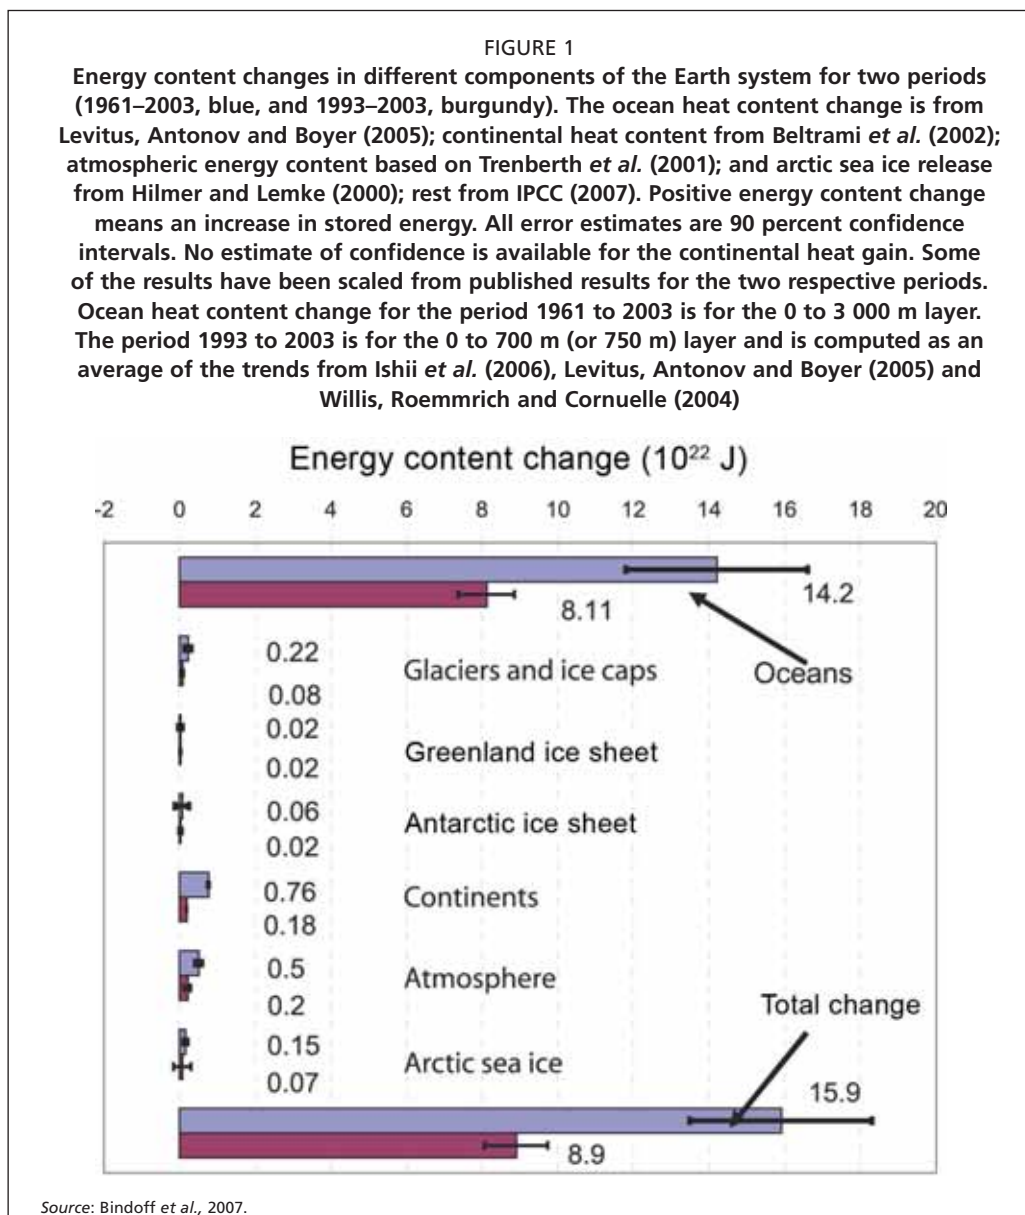 FIGURE 1
Energy content changes in different components of the Earth system for two periods
(1961–2003, blue, and 1993–2003, burgundy). The ocean heat content change is from
Levitus, Antonov and Boyer (2005); continental heat content from Beltrami et al. (2002);
atmospheric energy content based on Trenberth et al. (2001); and arctic sea ice release
from Hilmer and Lemke (2000); rest from IPCC (2007). Positive energy content change
means an increase in stored energy. All error estimates are 90 percent confidence
intervals. No estimate of confidence is available for the continental heat gain. Some
of the results have been scaled from published results for the two respective periods.
Ocean heat content change for the period 1961 to 2003 is for the 0 to 3 000 m layer.
The period 1993 to 2003 is for the 0 to 700 m (or 750 m) layer and is computed as an
average of the trends from Ishii et al. (2006), Levitus, Antonov and Boyer (2005) and
Willis, Roemmrich and Cornuelle (2004)
Energy content change (10²² J)
-2 0 2 4 6 8 10 12 14 16 18 20
14.2
8.11
Oceans
0.22
Glaciers and ice caps
0.08
0.02
Greenland ice sheet
0.02
0.06
Antarctic ice sheet
0.02
0.76
Continents
0.18
0.5
Atmosphere
0.2
Total change
0.15
Arctic sea ice
0.07
15.9
8.9
Source: Bindoff et al., 2007.